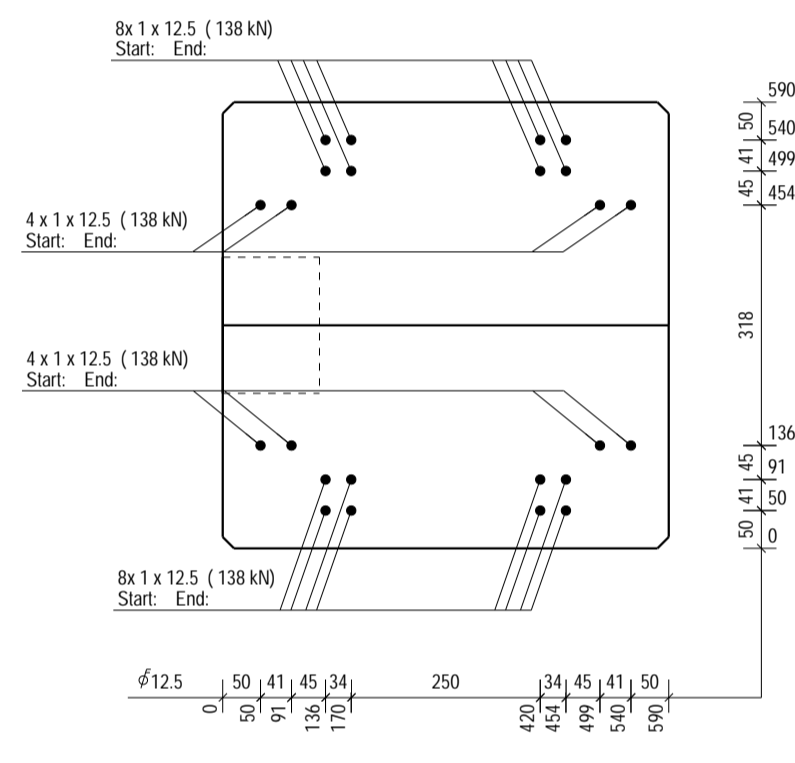 8x 1 x 12.5 ( 138 kN)
Start: End:
590
50
540
41
499
45
454
4 x 1 x 12.5 ( 138 kN)
Start: End:
318
4 x 1 x 12.5 ( 138 kN)
Start: End:
136
45
91
41
50
50
0
8x 1 x 12.5 ( 138 kN)
Start: End:
12.5 50 41 45 34 250 34 45 41 50
0 50 91 136 170 420 454 499 540 590